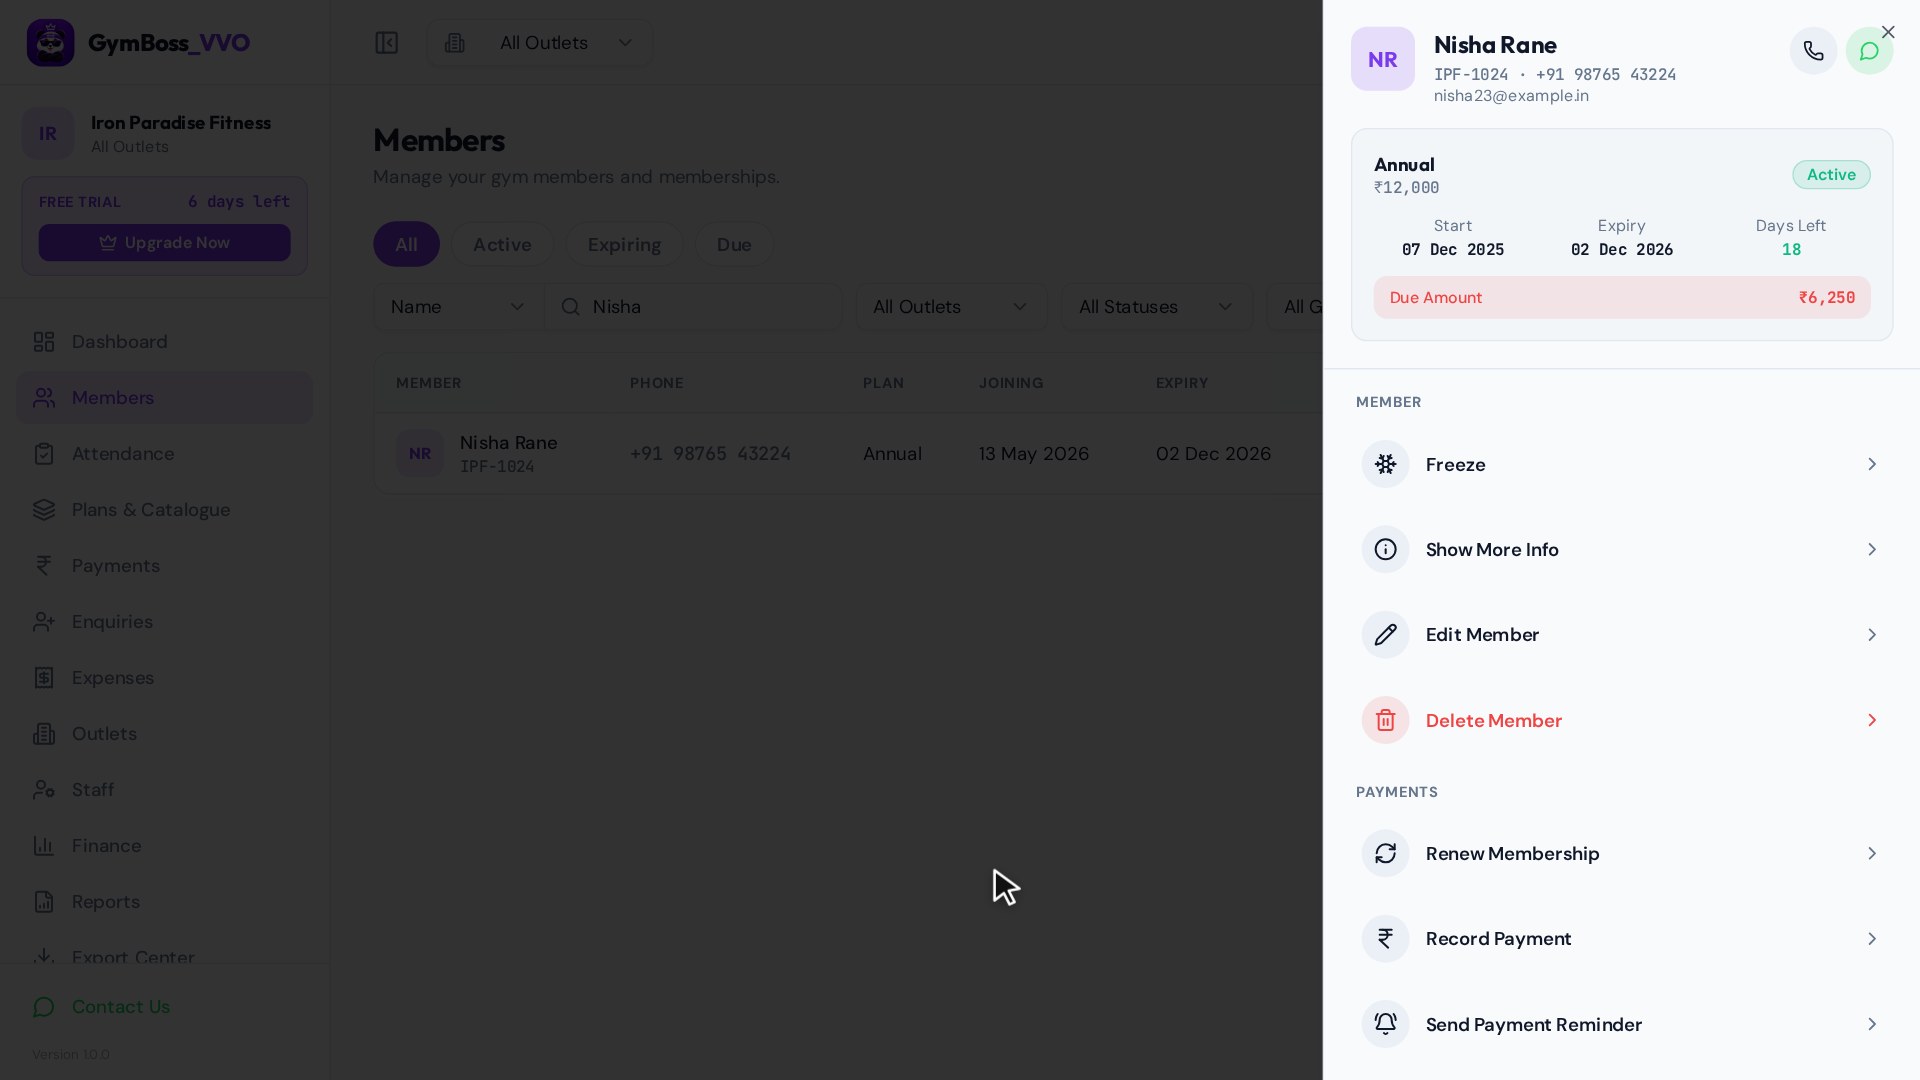 GymBoss_VVO
All Outlets
IR
Iron Paradise Fitness
All Outlets
FREE TRIAL
6 days left
Upgrade Now
Dashboard
Members
Attendance
Plans & Catalogue
Payments
Enquiries
Expenses
Outlets
Staff
Finance
Reports
Export Center
Contact Us
Version 1.0.0
Members
Manage your gym members and memberships.
All
Active
Expiring
Due
Name
Nisha
All Outlets
All Statuses
All G
MEMBER
PHONE
PLAN
JOINING
EXPIRY
NR
Nisha Rane
IPF-1024
+91 98765 43224
Annual
13 May 2026
02 Dec 2026
NR
Nisha Rane
IPF-1024 · +91 98765 43224
nisha23@example.in
Annual
₹12,000
Active
Start
07 Dec 2025
Expiry
02 Dec 2026
Days Left
18
Due Amount
₹6,250
MEMBER
Freeze
Show More Info
Edit Member
Delete Member
PAYMENTS
Renew Membership
Record Payment
Send Payment Reminder